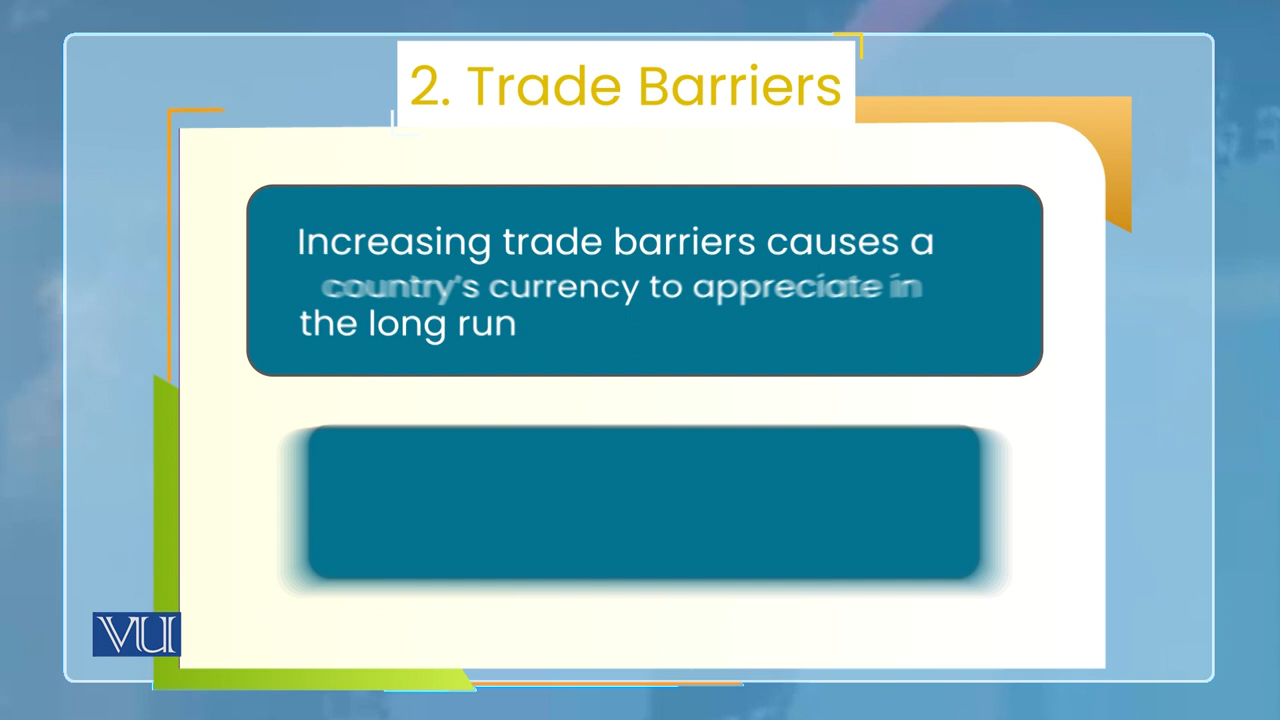 2. Trade Barriers
Increasing trade barriers causes a
country's currency to appreciate in
the long run
VU